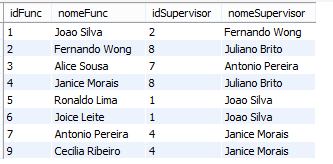 idFunc nomeFunc idSupervisor nomeSupervisor
1 Joao Silva 2 Fernando Wong
2 Fernando Wong 8 Juliano Brito
3 Alice Sousa 7 Antonio Pereira
4 Janice Morais 8 Juliano Brito
5 Ronaldo Lima 1 Joao Silva
6 Joice Leite 1 Joao Silva
7 Antonio Pereira 4 Janice Morais
9 Cecilia Ribeiro 4 Janice Morais